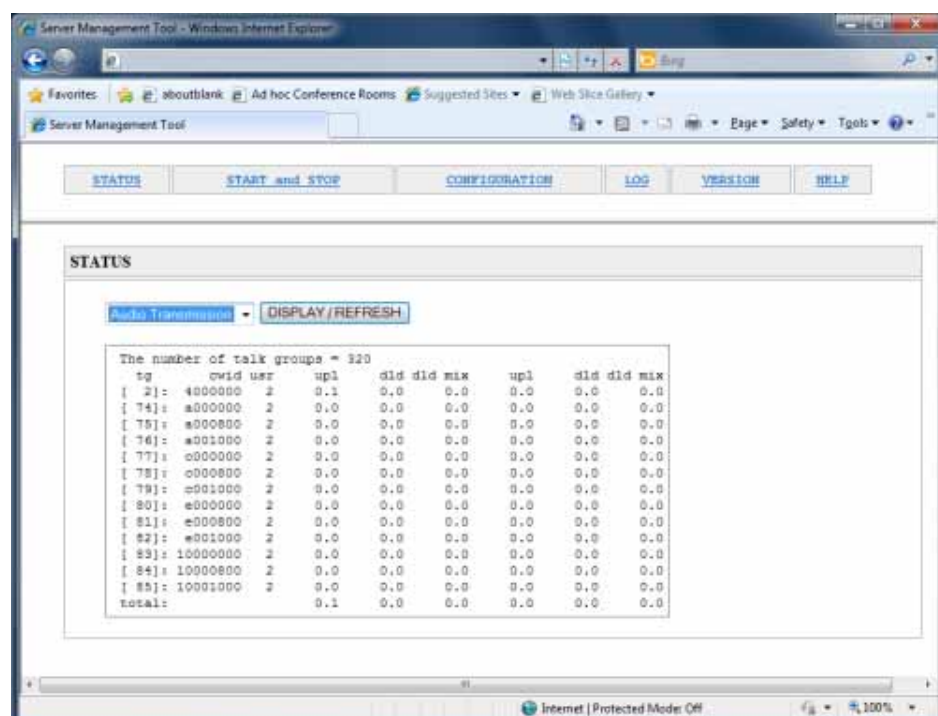 Server Management Tool - Windows Internet Explorer
Bing
Favorites aboutblank Ad hoc Conference Rooms Suggested Sites Web Slice Gallery
Server Management Tool Page Safety Tools
STATUS START and STOP CONFIGURATION LOG VERSION HELP
STATUS
Audio Transmission DISPLAY / REFRESH
The number of talk groups = 320
tg cwid usr upl dld dld mix upl dld dld mix
[ 2]: 4000000 2 0.1 0.0 0.0 0.0 0.0 0.0
[ 74]: a000000 2 0.0 0.0 0.0 0.0 0.0 0.0
[ 75]: a000800 2 0.0 0.0 0.0 0.0 0.0 0.0
[ 76]: a001000 2 0.0 0.0 0.0 0.0 0.0 0.0
[ 77]: c000000 2 0.0 0.0 0.0 0.0 0.0 0.0
[ 78]: c000800 2 0.0 0.0 0.0 0.0 0.0 0.0
[ 79]: c001000 2 0.0 0.0 0.0 0.0 0.0 0.0
[ 80]: e000000 2 0.0 0.0 0.0 0.0 0.0 0.0
[ 81]: e000800 2 0.0 0.0 0.0 0.0 0.0 0.0
[ 82]: e001000 2 0.0 0.0 0.0 0.0 0.0 0.0
[ 83]: 10000000 2 0.0 0.0 0.0 0.0 0.0 0.0
[ 84]: 10000800 2 0.0 0.0 0.0 0.0 0.0 0.0
[ 85]: 10001000 2 0.0 0.0 0.0 0.0 0.0 0.0
total: 0.1 0.0 0.0 0.0 0.0 0.0
Internet | Protected Mode: Off 100%